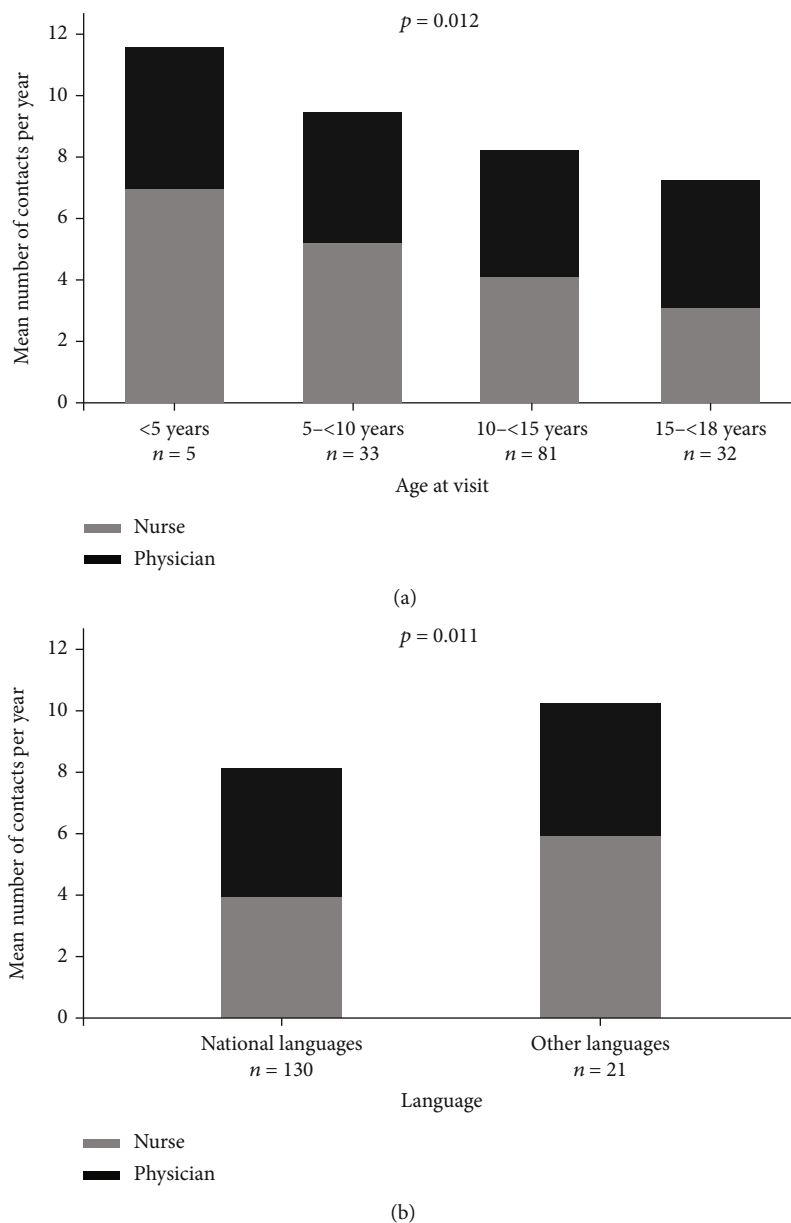 p = 0.012
Mean number of contacts per year
12
10
8
6
4
2
0
<5 years
n = 5
5–<10 years
n = 33
10–<15 years
n = 81
15–<18 years
n = 32
Age at visit
Nurse
Physician
(a)
p = 0.011
Mean number of contacts per year
12
10
8
6
4
2
0
National languages
n = 130
Other languages
n = 21
Language
Nurse
Physician
(b)